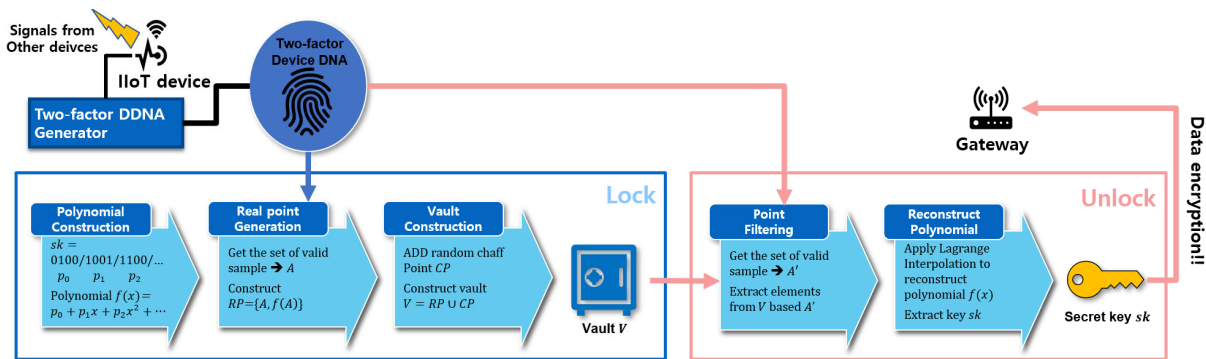 Signals from
Other deivces
IIoT device
Two-factor DDNA
Generator
Two-factor
Device DNA
Gateway
Data encryption!!
Lock
Polynomial
Construction
sk =
0100/1001/1100/...
p₀ p₁ p₂
Polynomial f(x) =
p₀ + p₁x + p₂x² + ⋯
Real point
Generation
Get the set of valid
sample ➔ A
Construct
RP={A, f(A)}
Vault
Construction
ADD random chaff
Point CP
Construct vault
V = RP ∪ CP
Vault V
Unlock
Point
Filtering
Get the set of valid
sample ➔ A′
Extract elements
from V based A′
Reconstruct
Polynomial
Apply Lagrange
Interpolation to
reconstruct
polynomial f(x)
Extract key sk
Secret key sk